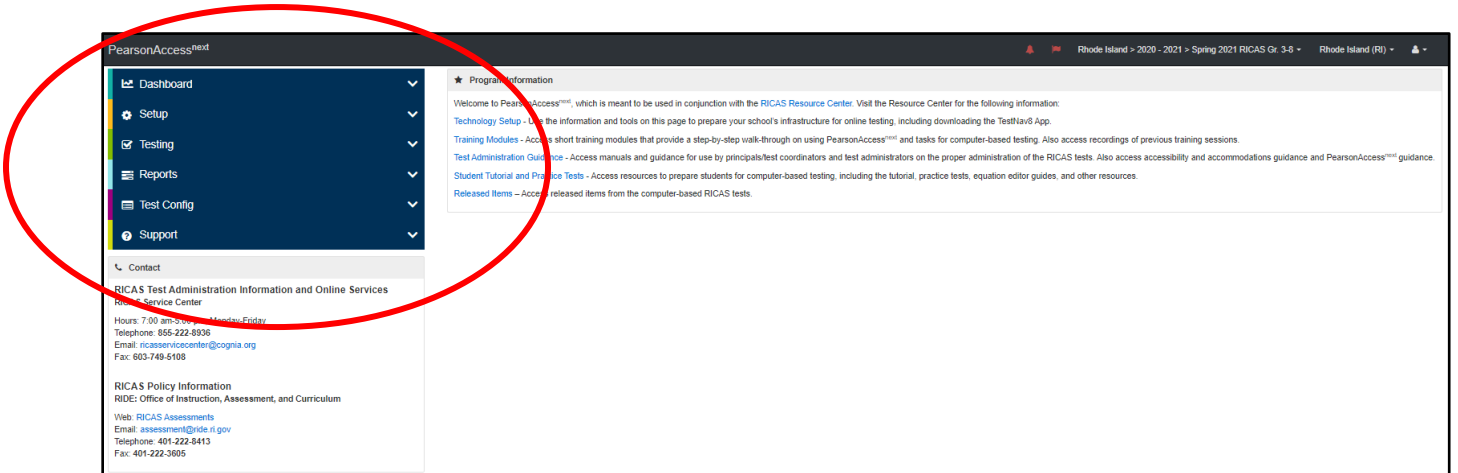 PearsonAccessnext
Rhode Island > 2020 - 2021 > Spring 2021 RICAS Gr. 3-8
Rhode Island (RI)
Dashboard
Setup
Testing
Reports
Test Config
Support
Contact
RICAS Test Administration Information and Online Services
RICAS Service Center
Hours: 7:00 am-5:00 pm Monday-Friday
Telephone: 855-222-8936
Email: ricasservicecenter@cognia.org
Fax: 603-749-5108
RICAS Policy Information
RIDE: Office of Instruction, Assessment, and Curriculum
Web: RICAS Assessments
Email: assessment@ride.ri.gov
Telephone: 401-222-8413
Fax: 401-222-3605
Program Information
Welcome to PearsonAccessnext, which is meant to be used in conjunction with the RICAS Resource Center. Visit the Resource Center for the following information:
Technology Setup - Use the information and tools on this page to prepare your school's infrastructure for online testing, including downloading the TestNav8 App.
Training Modules - Access short training modules that provide a step-by-step walk-through on using PearsonAccessnext and tasks for computer-based testing. Also access recordings of previous training sessions.
Test Administration Guidance - Access manuals and guidance for use by principals/test coordinators and test administrators on the proper administration of the RICAS tests. Also access accessibility and accommodations guidance and PearsonAccessnext guidance.
Student Tutorial and Practice Tests - Access resources to prepare students for computer-based testing, including the tutorial, practice tests, equation editor guides, and other resources.
Released Items – Access released items from the computer-based RICAS tests.